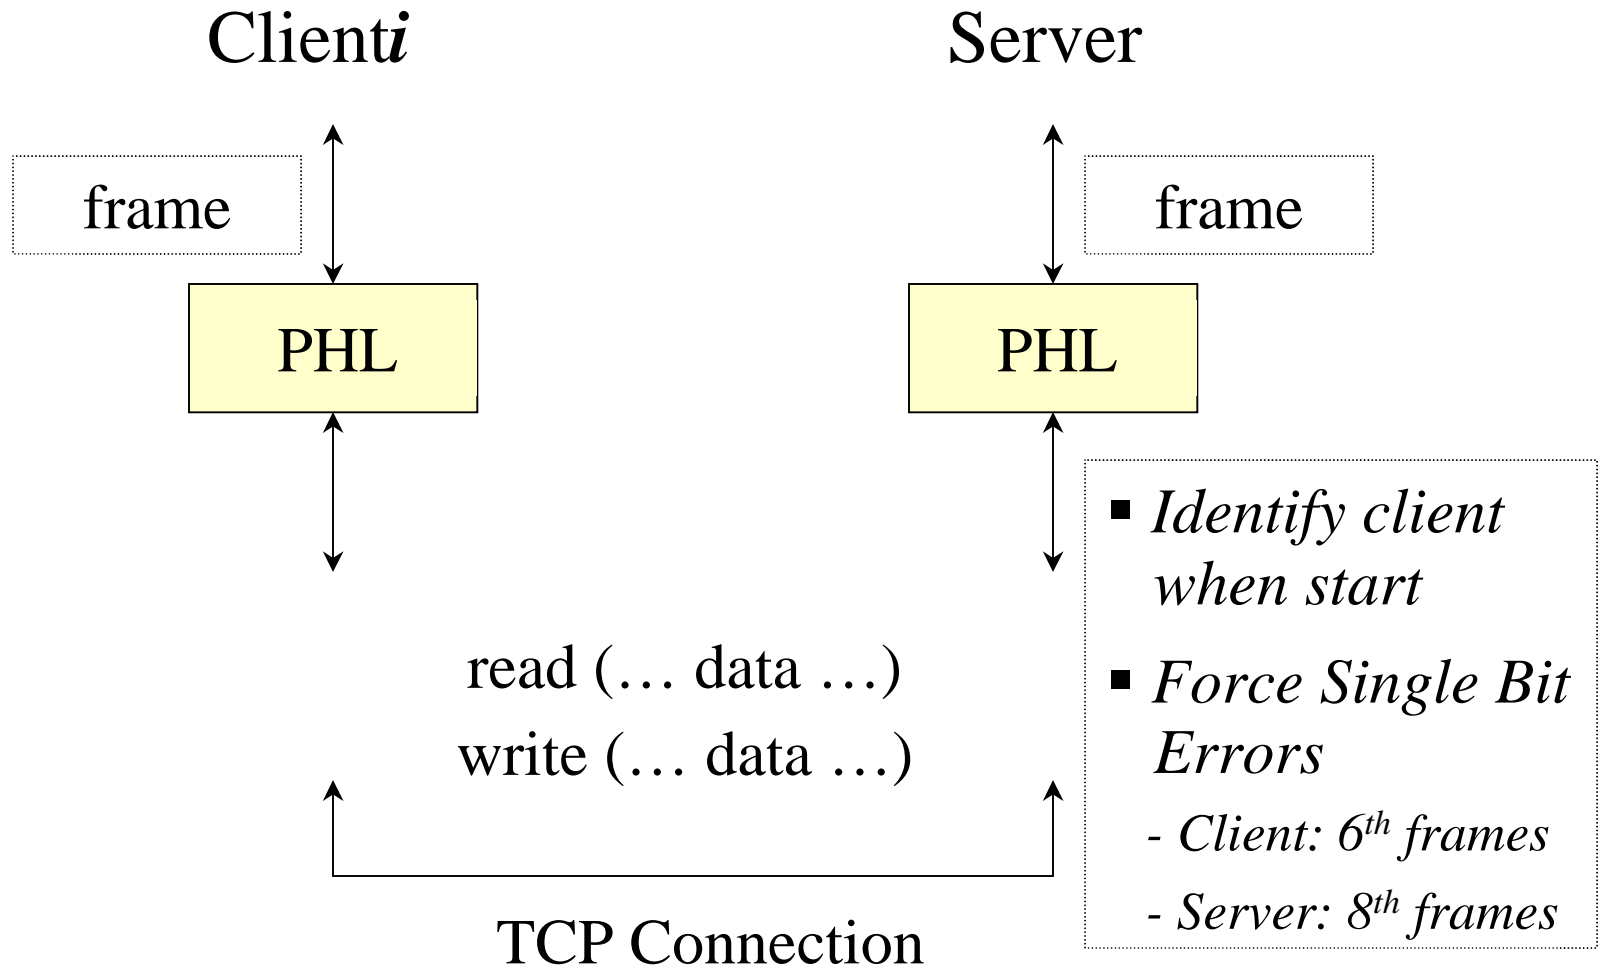 Clienti
Server
frame
frame
PHL
PHL
▪ Identify client
when start
▪ Force Single Bit
Errors
- Client: 6th frames
- Server: 8th frames
read (… data …)
write (… data …)
TCP Connection